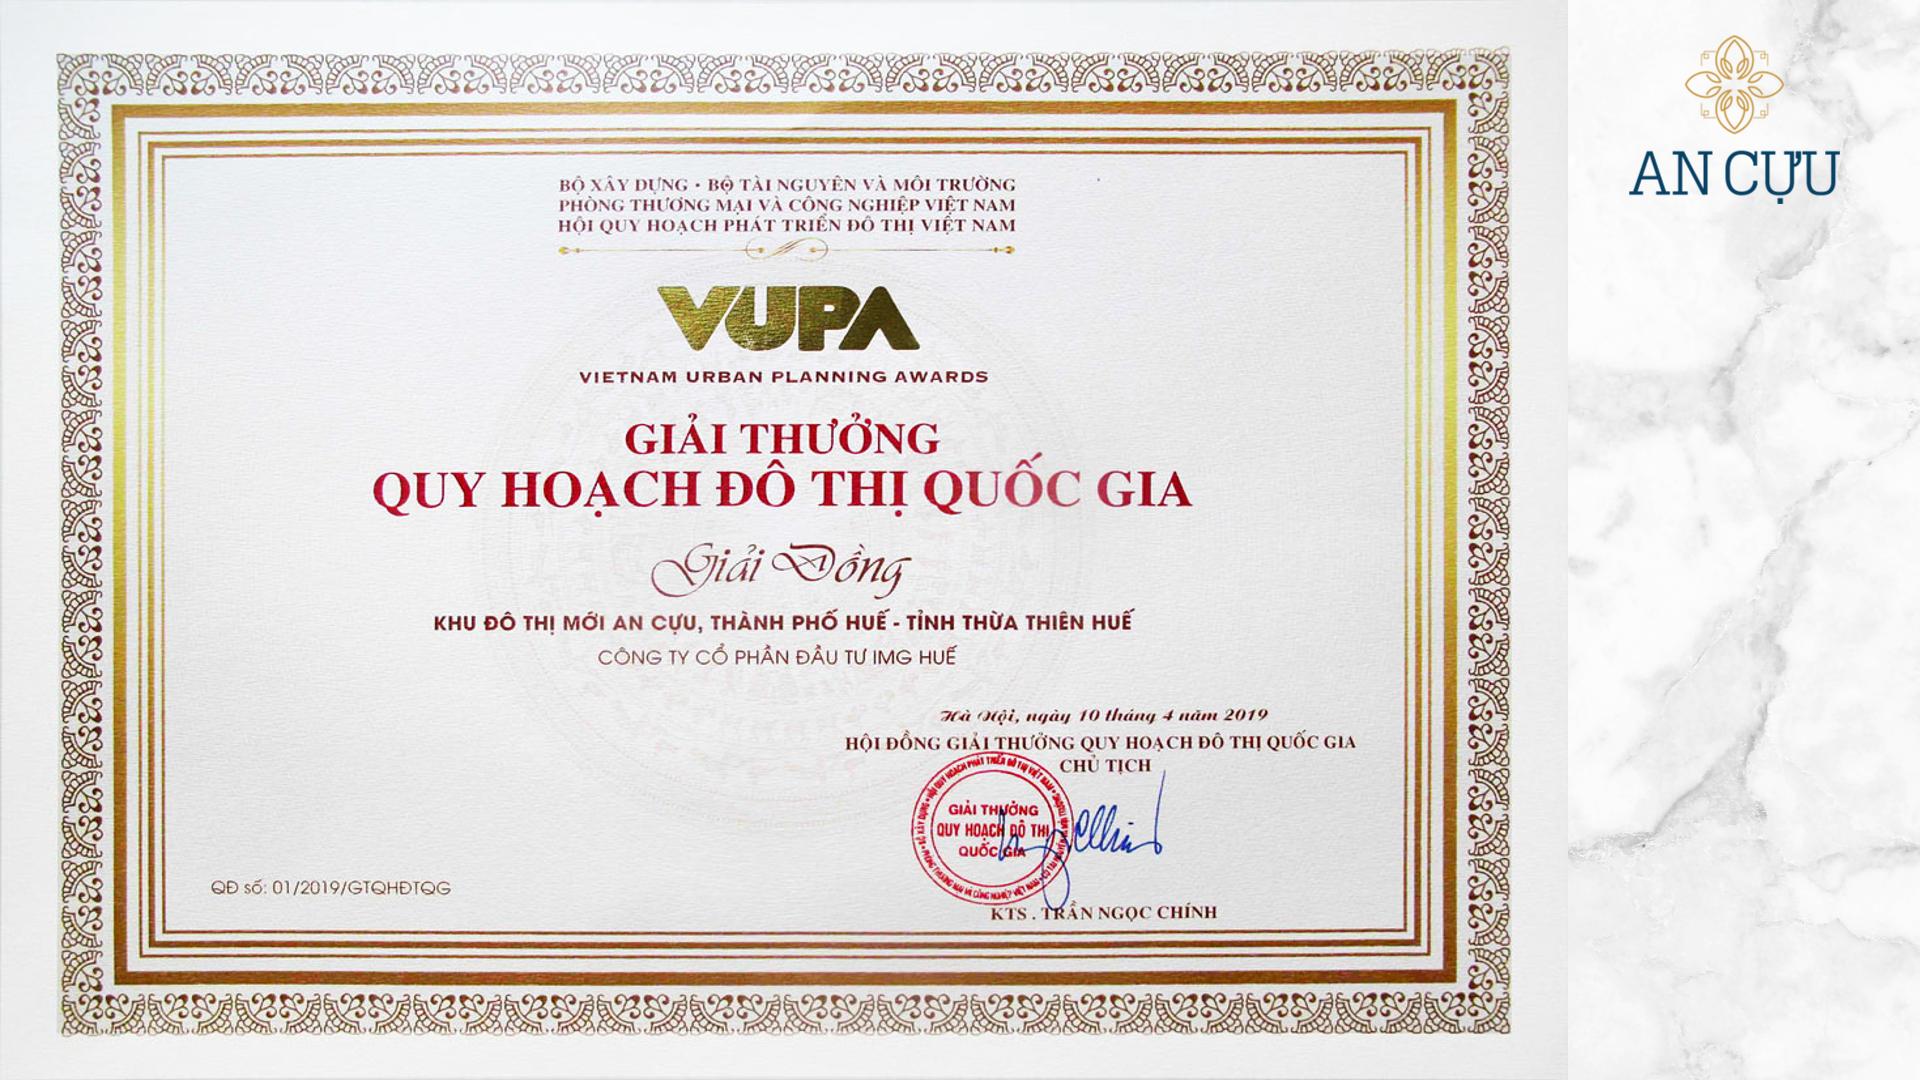 BỘ XÂY DỰNG • BỘ TÀI NGUYÊN VÀ MÔI TRƯỜNG
PHÒNG THƯƠNG MẠI VÀ CÔNG NGHIỆP VIỆT NAM
HỘI QUY HOẠCH PHÁT TRIỂN ĐÔ THỊ VIỆT NAM
VUPA
VIETNAM URBAN PLANNING AWARDS
GIẢI THƯỞNG
QUY HOẠCH ĐÔ THỊ QUỐC GIA
Giải Đồng
KHU ĐÔ THỊ MỚI AN CỰU, THÀNH PHỐ HUẾ - TỈNH THỪA THIÊN HUẾ
CÔNG TY CỔ PHẦN ĐẦU TƯ IMG HUẾ
Hà Nội, ngày 10 tháng 4 năm 2019
HỘI ĐỒNG GIẢI THƯỞNG QUY HOẠCH ĐÔ THỊ QUỐC GIA
CHỦ TỊCH
GIẢI THƯỞNG
QUY HOẠCH ĐÔ THỊ
QUỐC GIA
KTS . TRẦN NGỌC CHÍNH
QĐ số: 01/2019/GTQHĐTQG
AN CỰU